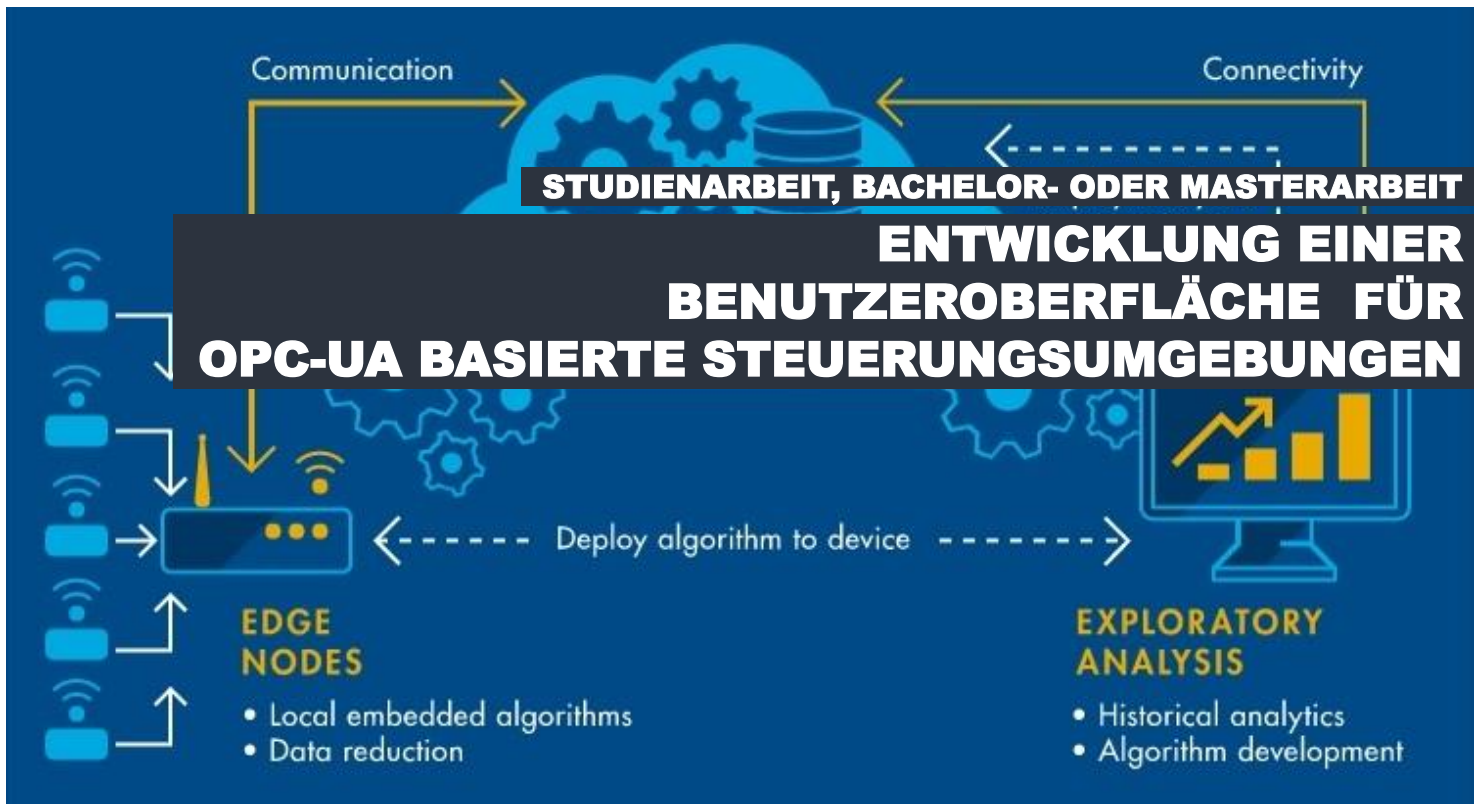 Communication
Connectivity
STUDIENARBEIT, BACHELOR- ODER MASTERARBEIT
ENTWICKLUNG EINER
BENUTZEROBERFLÄCHE FÜR
OPC-UA BASIERTE STEUERUNGSUMGEBUNGEN
Deploy algorithm to device
EDGE
NODES
• Local embedded algorithms
• Data reduction
EXPLORATORY
ANALYSIS
• Historical analytics
• Algorithm development